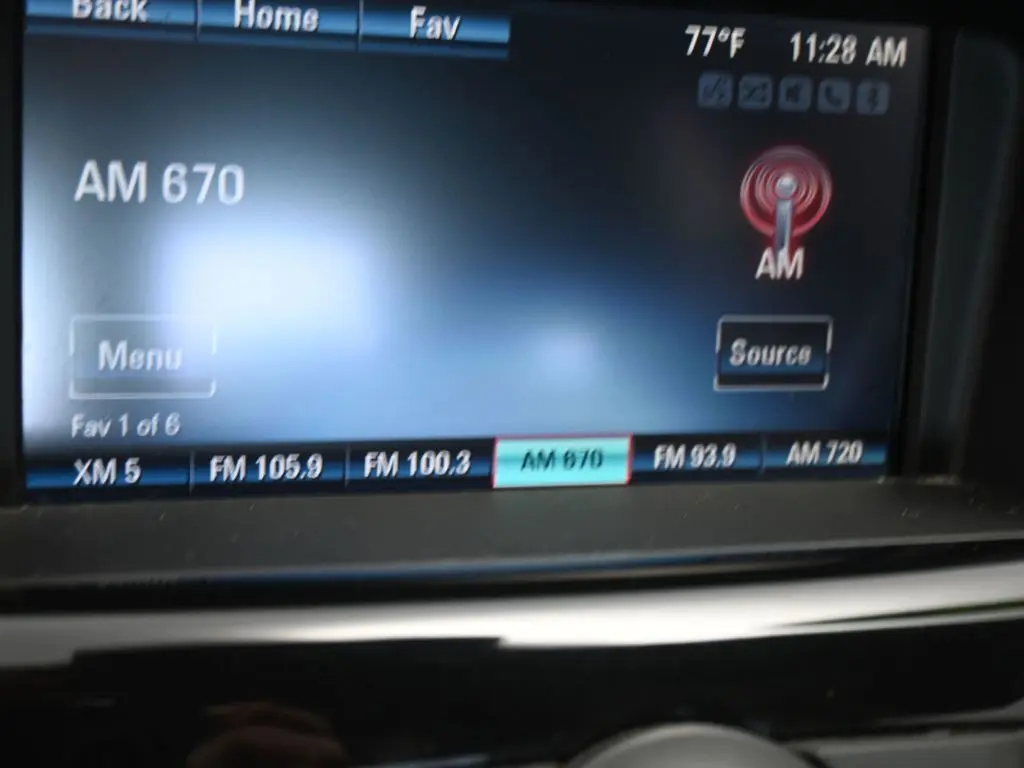 Back Home Fav
77°F 11:28 AM
AM 670
AM
Menu
Source
Fav 1 of 6
XM 5 FM 105.9 FM 100.3 AM 670 FM 93.9 AM 720